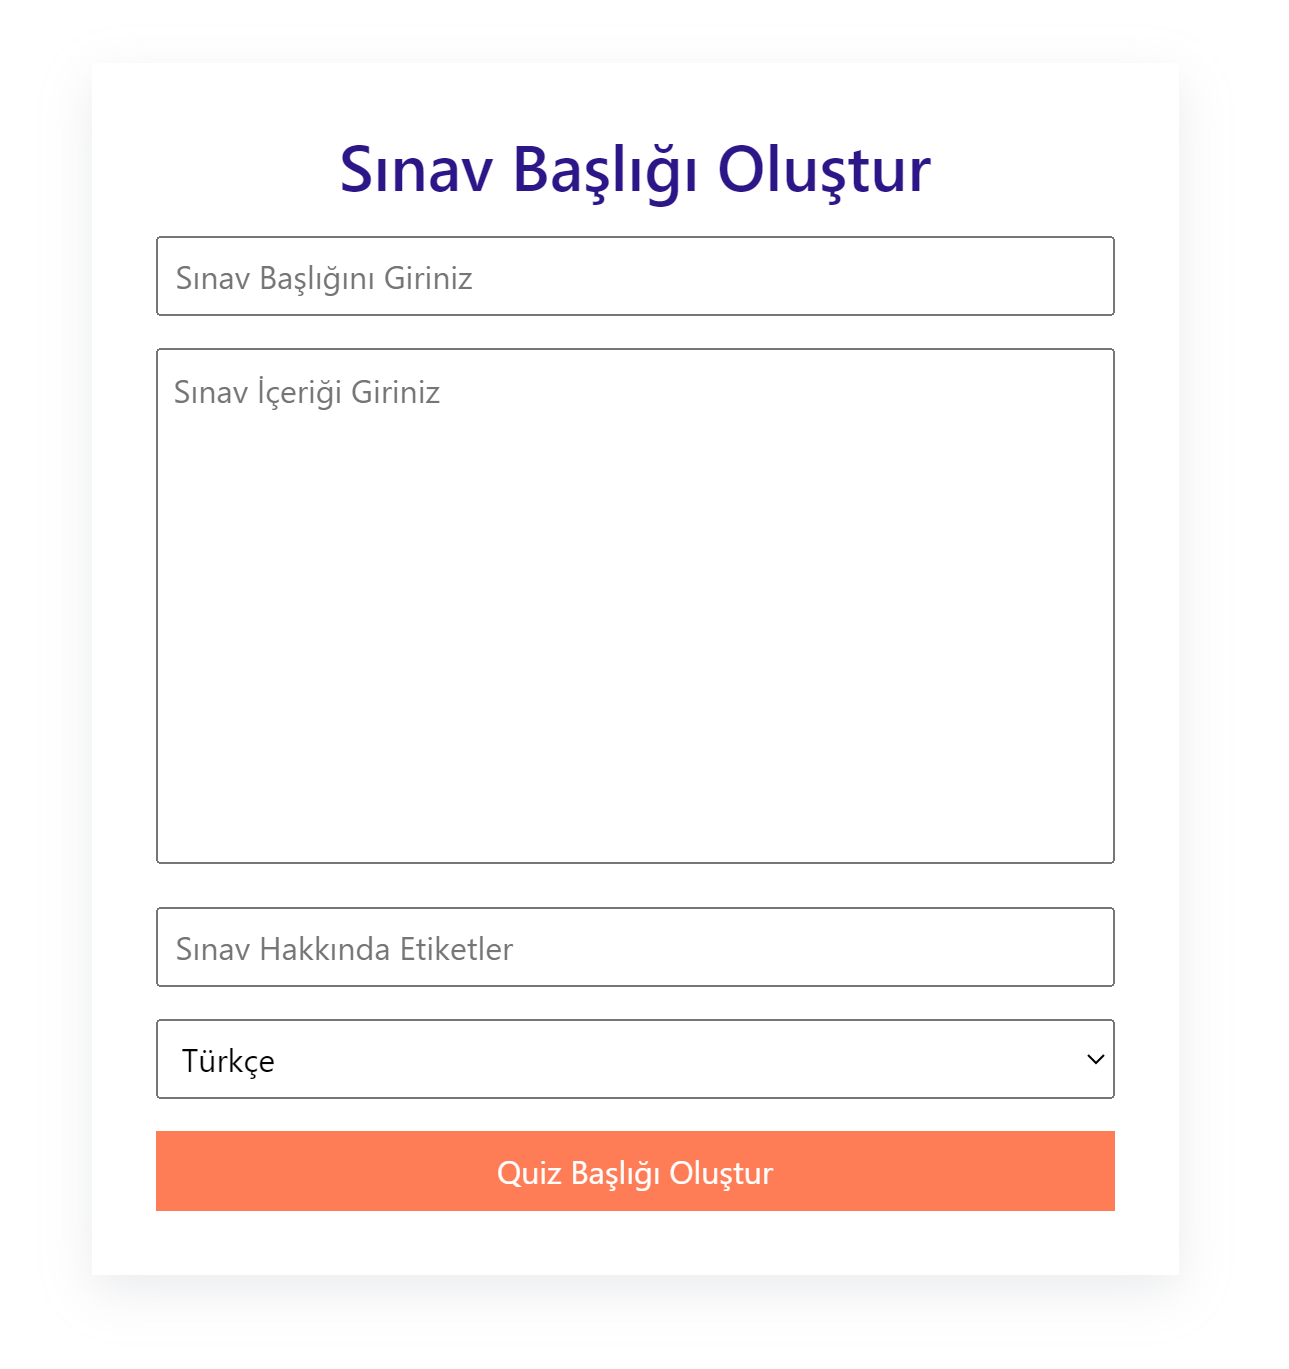 Sınav Başlığı Oluştur
Sınav Başlığını Giriniz
Sınav İçeriği Giriniz
Sınav Hakkında Etiketler
Türkçe
Quiz Başlığı Oluştur